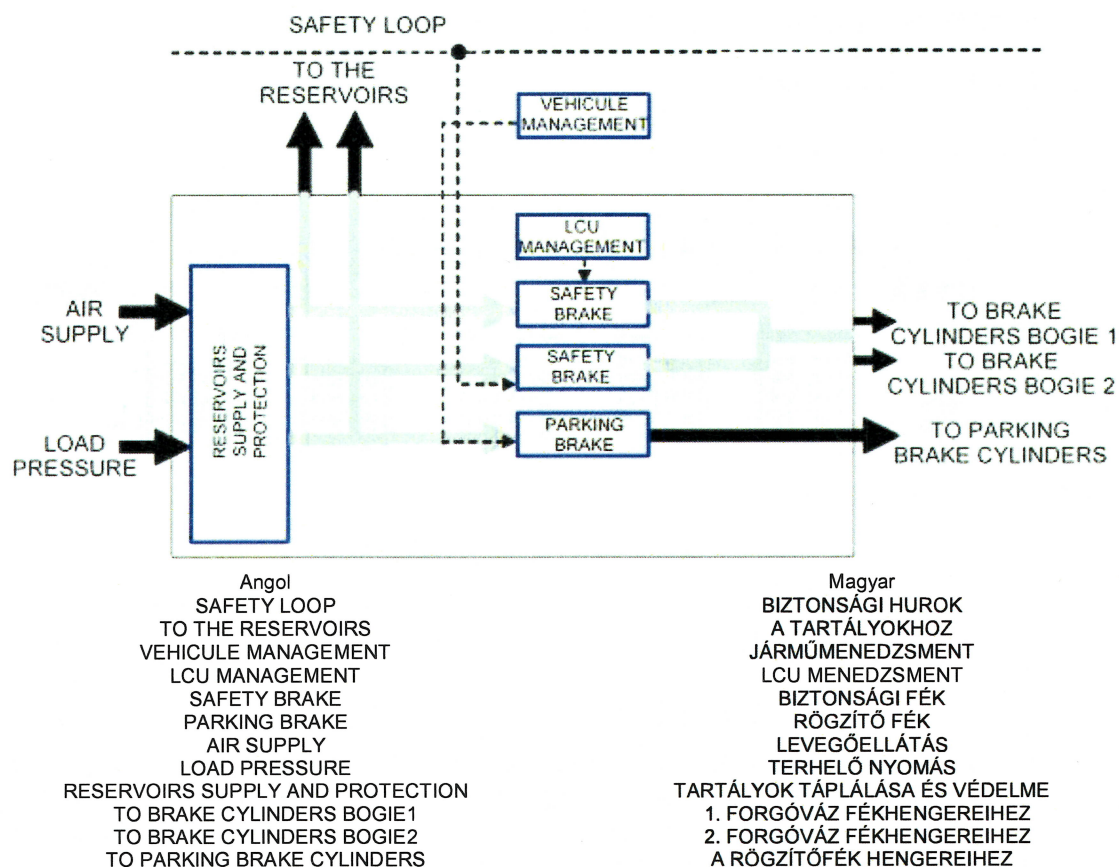 SAFETY LOOP
TO THE
RESERVOIRS
VEHICULE
MANAGEMENT
LCU
MANAGEMENT
SAFETY
BRAKE
SAFETY
BRAKE
PARKING
BRAKE
AIR
SUPPLY
LOAD
PRESSURE
RESERVOIRS
SUPPLY AND
PROTECTION
TO BRAKE
CYLINDERS BOGIE 1
TO BRAKE
CYLINDERS BOGIE 2
TO PARKING
BRAKE CYLINDERS
Angol
SAFETY LOOP
TO THE RESERVOIRS
VEHICULE MANAGEMENT
LCU MANAGEMENT
SAFETY BRAKE
PARKING BRAKE
AIR SUPPLY
LOAD PRESSURE
RESERVOIRS SUPPLY AND PROTECTION
TO BRAKE CYLINDERS BOGIE1
TO BRAKE CYLINDERS BOGIE2
TO PARKING BRAKE CYLINDERS
Magyar
BIZTONSÁGI HUROK
A TARTÁLYOKHOZ
JÁRMŰMENEDZSMENT
LCU MENEDZSMENT
BIZTONSÁGI FÉK
RÖGZÍTŐ FÉK
LEVEGŐELLÁTÁS
TERHELŐ NYOMÁS
TARTÁLYOK TÁPLÁLÁSA ÉS VÉDELME
1. FORGÓVÁZ FÉKHENGEREIHEZ
2. FORGÓVÁZ FÉKHENGEREIHEZ
A RÖGZÍTŐFÉK HENGEREIHEZ